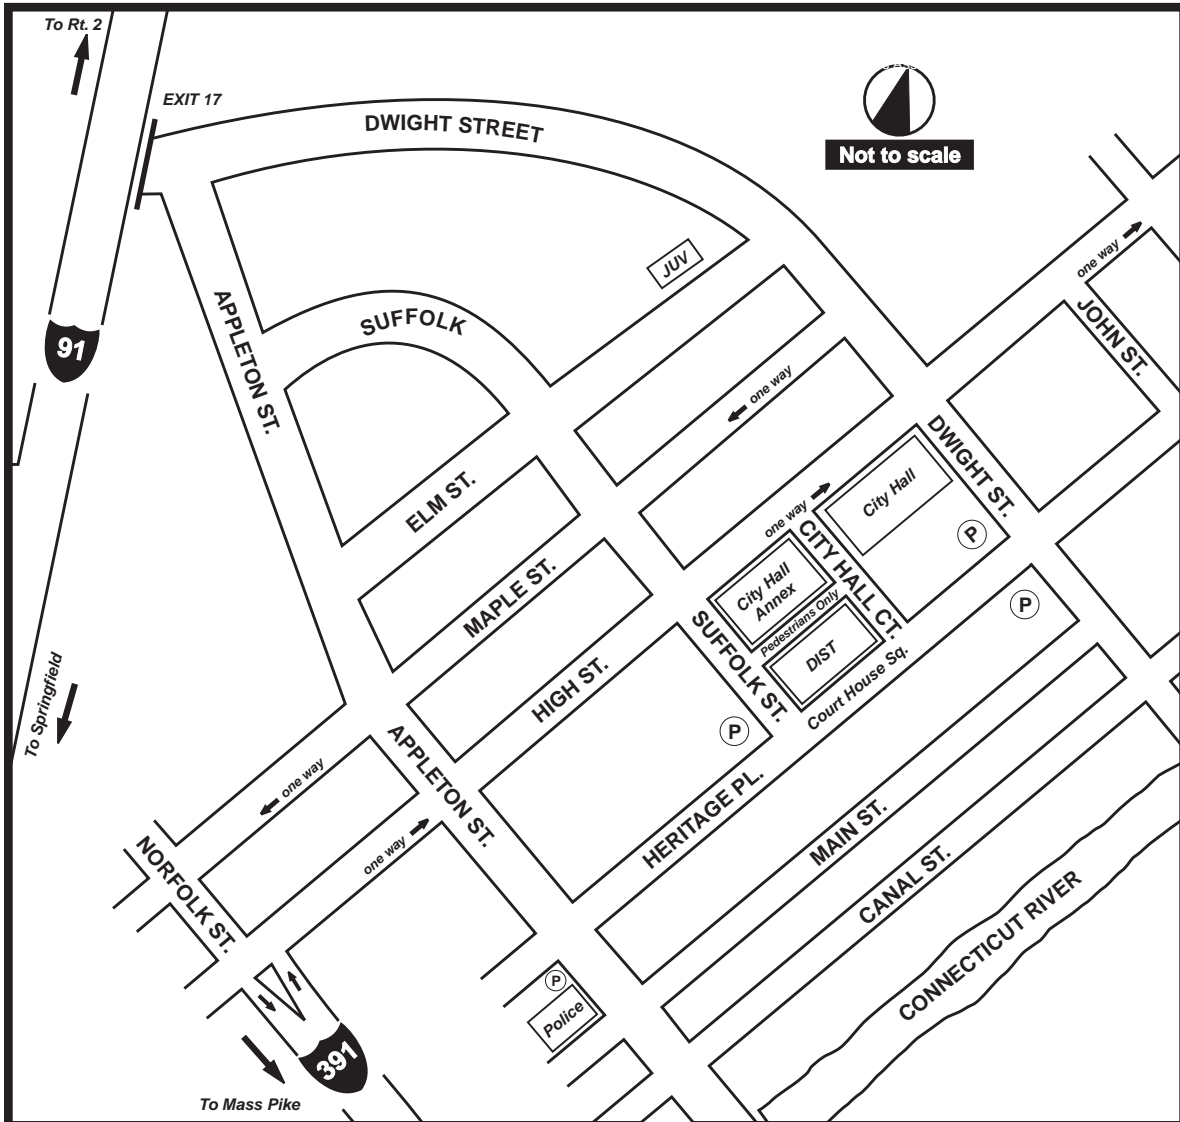 To Rt. 2
EXIT 17
DWIGHT STREET
Not to scale
one way
JUV
JOHN ST.
APPLETON ST.
SUFFOLK
91
one way
DWIGHT ST.
City Hall
ELM ST.
one way
P
CITY HALL CT.
City Hall
Annex
MAPLE ST.
Pedestrians Only
P
SUFFOLK ST.
DIST
HIGH ST.
Court House Sq.
To Springfield
P
APPLETON ST.
one way
HERITAGE PL.
MAIN ST.
one way
NORFOLK ST.
CANAL ST.
CONNECTICUT RIVER
P
Police
391
To Mass Pike